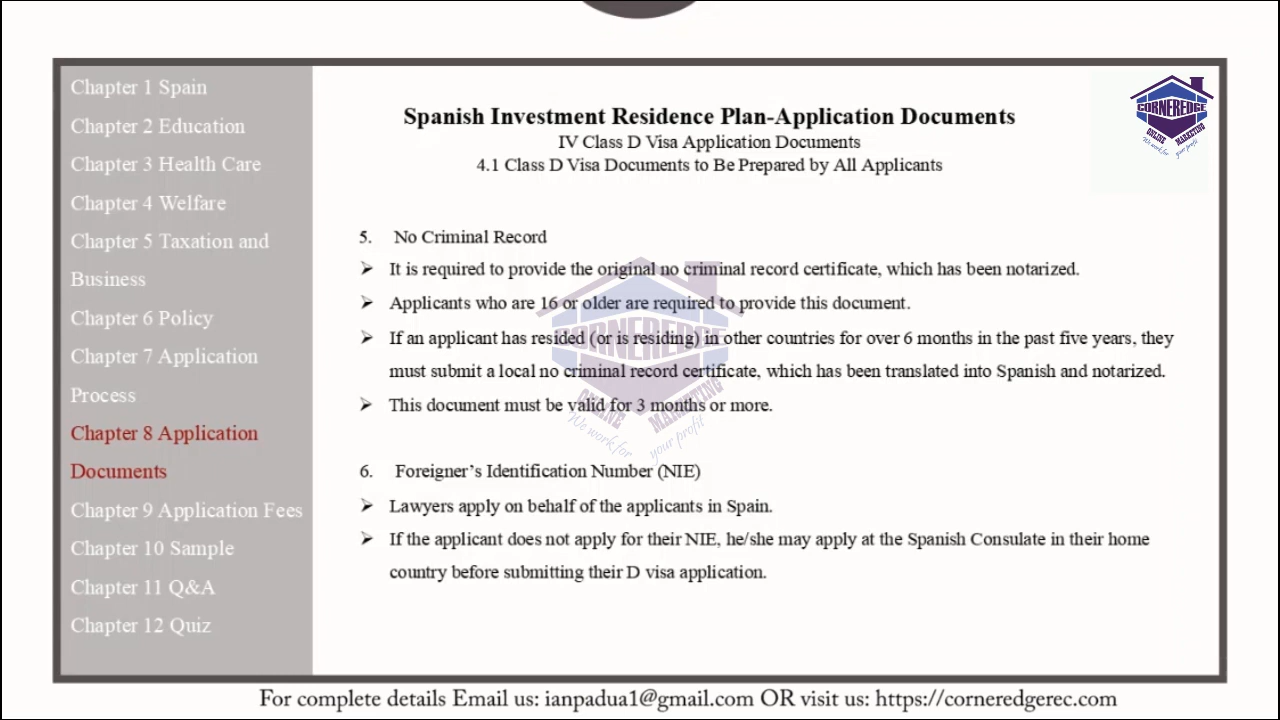 Chapter 1 Spain
Chapter 2 Education
Chapter 3 Health Care
Chapter 4 Welfare
Chapter 5 Taxation and
Business
Chapter 6 Policy
Chapter 7 Application
Process
Chapter 8 Application
Documents
Chapter 9 Application Fees
Chapter 10 Sample
Chapter 11 Q&A
Chapter 12 Quiz
CORNEREDGE
ONLINE MARKETING
We work for your profit
Spanish Investment Residence Plan-Application Documents
IV Class D Visa Application Documents
4.1 Class D Visa Documents to Be Prepared by All Applicants
5. No Criminal Record
➢ It is required to provide the original no criminal record certificate, which has been notarized.
➢ Applicants who are 16 or older are required to provide this document.
➢ If an applicant has resided (or is residing) in other countries for over 6 months in the past five years, they
must submit a local no criminal record certificate, which has been translated into Spanish and notarized.
➢ This document must be valid for 3 months or more.
CORNEREDGE
ONLINE MARKETING
We work for your profit
6. Foreigner’s Identification Number (NIE)
➢ Lawyers apply on behalf of the applicants in Spain.
➢ If the applicant does not apply for their NIE, he/she may apply at the Spanish Consulate in their home
country before submitting their D visa application.
For complete details Email us: ianpadua1@gmail.com OR visit us: https://corneredgerec.com